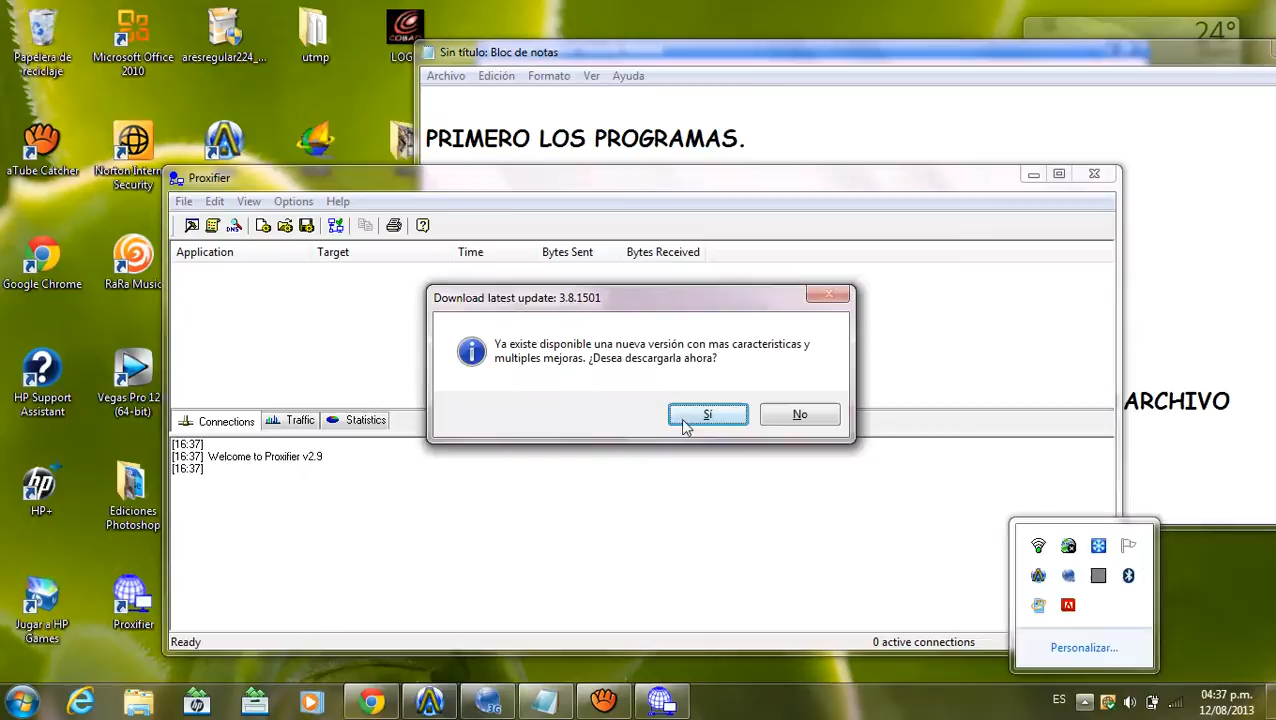 Papelera de
reciclaje
Microsoft Office
2010
aresregular224_...
utmp
COBAC
LOG
24°
Sin título: Bloc de notas
Archivo Edición Formato Ver Ayuda
PRIMERO LOS PROGRAMAS.
aTube Catcher
Norton Intern
Security
Proxifier
File Edit View Options Help
Application Target Time Bytes Sent Bytes Received
Google Chrome
RaRa Music
Download latest update: 3.8.1501
Ya existe disponible una nueva versión con mas caracteristicas y
multiples mejoras. ¿Desea descargarla ahora?
Sí No
ARCHIVO
HP Support
Assistant
Vegas Pro 12
(64-bit)
Connections Traffic Statistics
[16:37]
[16:37] Welcome to Proxifier v2.9
[16:37]
HP+
Ediciones
Photoshop
Jugar a HP
Games
Proxifier
Ready
0 active connections
Personalizar...
3G
ES
04:37 p.m.
12/08/2013